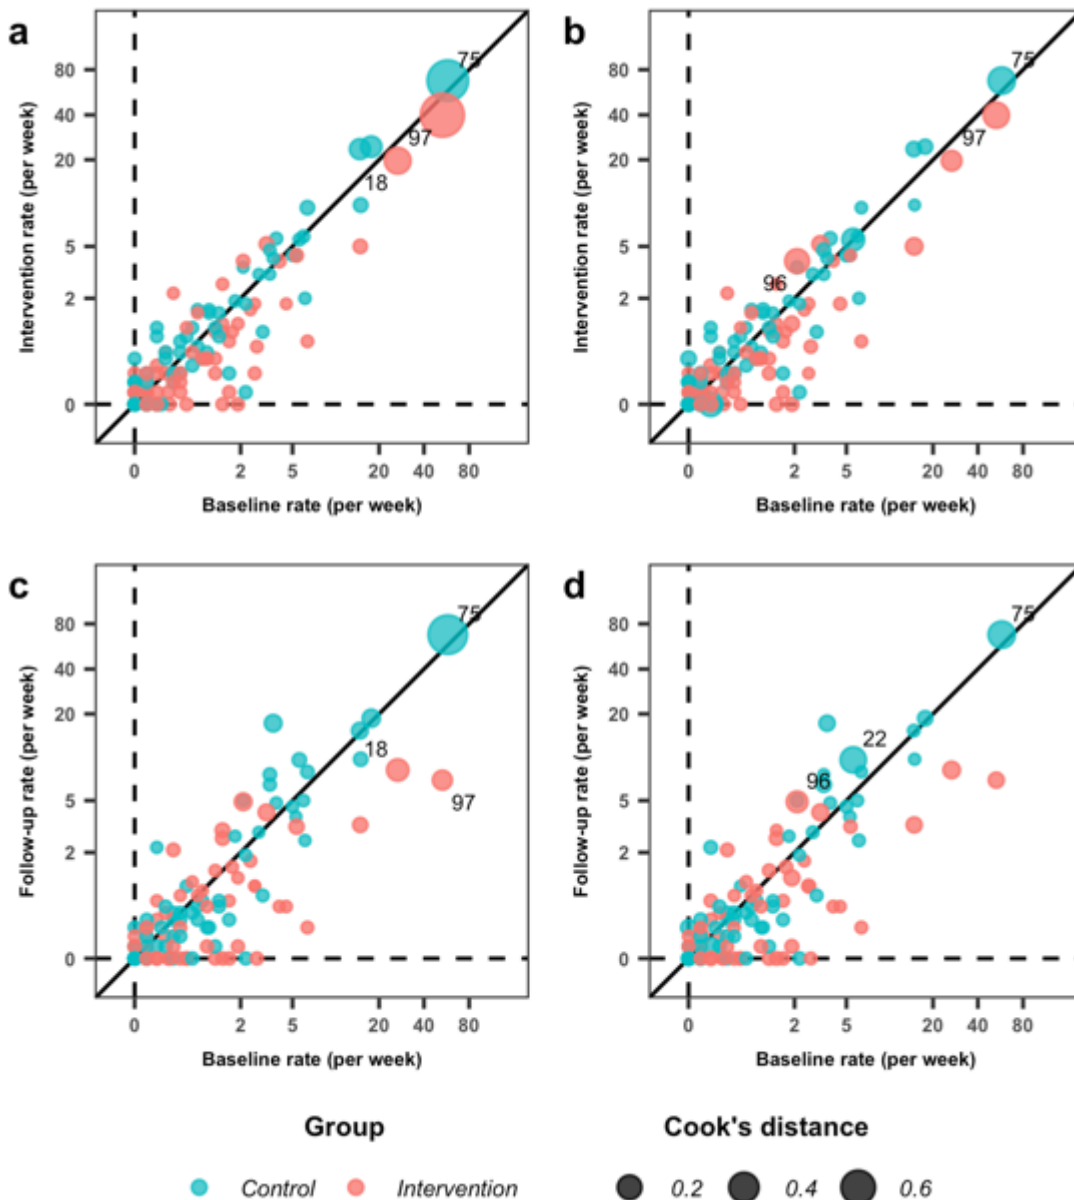 a
b
75
75
80
80
97
97
40
40
20
20
18
5
5
96
2
2
0
0
Intervention rate (per week)
Intervention rate (per week)
0 2 5 20 40 80
0 2 5 20 40 80
Baseline rate (per week)
Baseline rate (per week)
c
d
75
75
80
80
40
40
20
20
18
22
96
97
5
5
2
2
0
0
Follow-up rate (per week)
Follow-up rate (per week)
0 2 5 20 40 80
0 2 5 20 40 80
Baseline rate (per week)
Baseline rate (per week)
Group
Cook's distance
Control Intervention
0.2 0.4 0.6